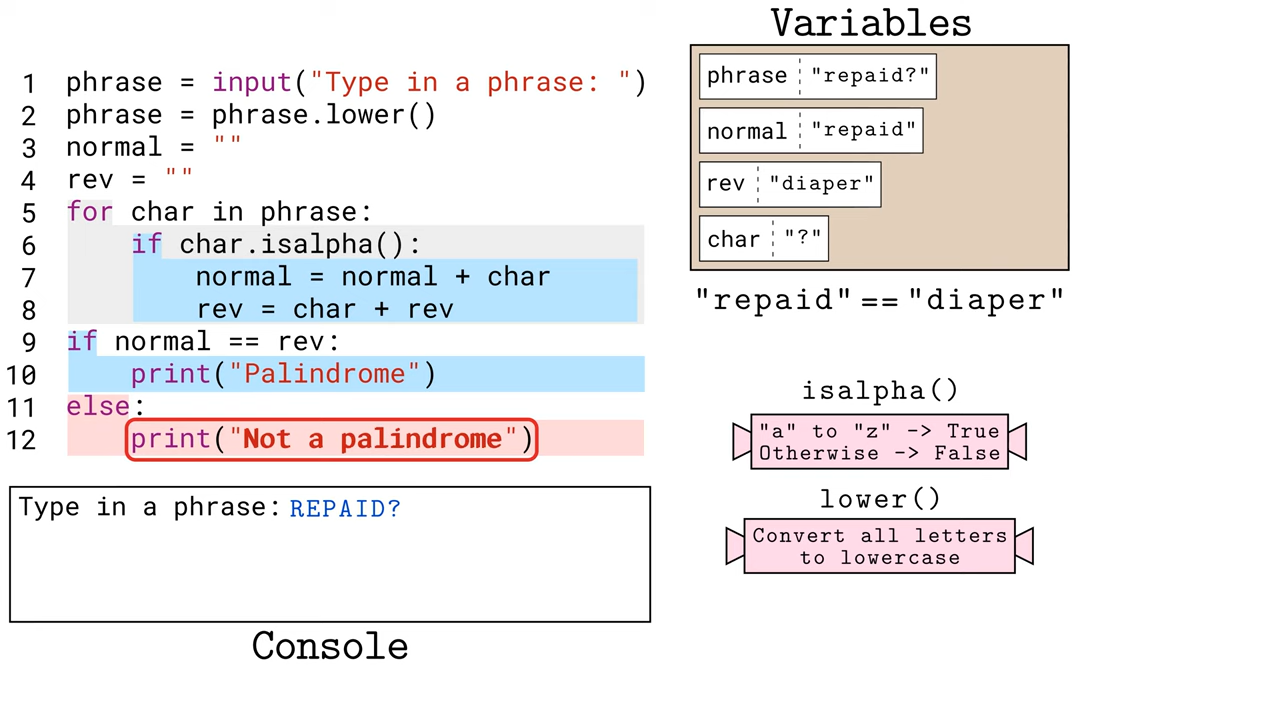 Variables
1 phrase = input("Type in a phrase: ")
2 phrase = phrase.lower()
3 normal = ""
4 rev = ""
5 for char in phrase:
6 if char.isalpha():
7 normal = normal + char
8 rev = char + rev
9 if normal == rev:
10 print("Palindrome")
11 else:
12 print("Not a palindrome")
phrase "repaid?"
normal "repaid"
rev "diaper"
char "?"
"repaid" == "diaper"
isalpha()
"a" to "z" -> True
Otherwise -> False
lower()
Convert all letters
to lowercase
Type in a phrase: REPAID?
Console